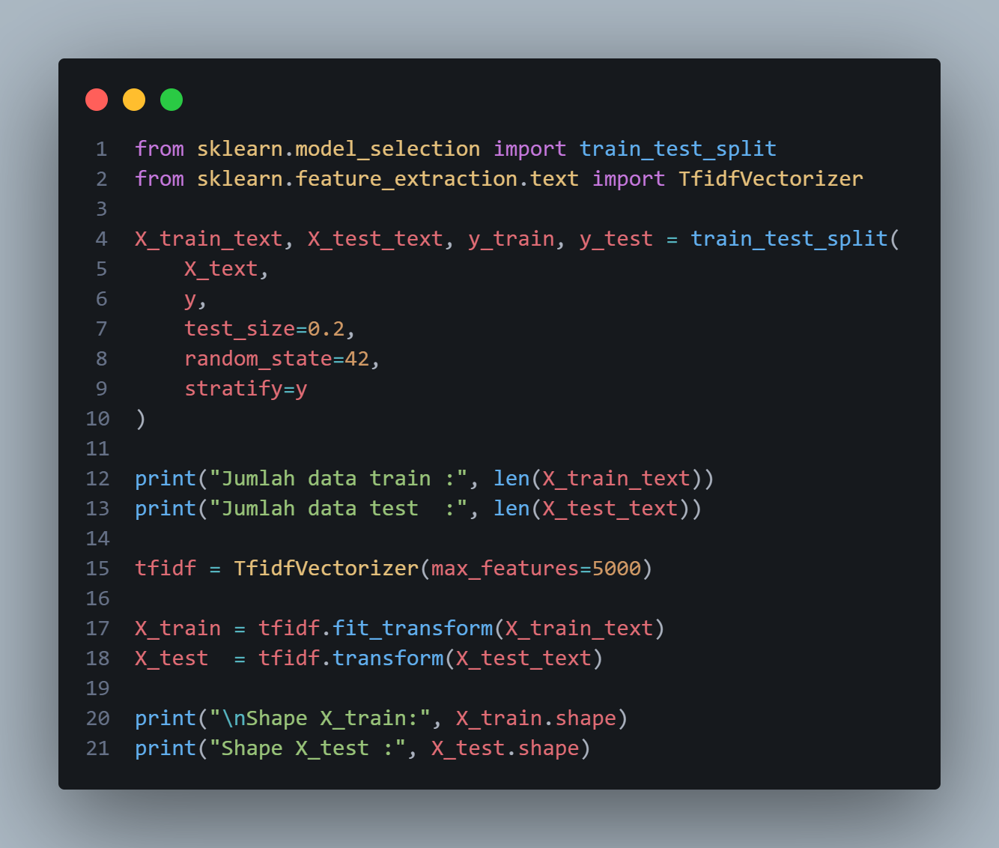 1 from sklearn.model_selection import train_test_split
2 from sklearn.feature_extraction.text import TfidfVectorizer
3
4 X_train_text, X_test_text, y_train, y_test = train_test_split(
5     X_text,
6     y,
7     test_size=0.2,
8     random_state=42,
9     stratify=y
10 )
11
12 print("Jumlah data train :", len(X_train_text))
13 print("Jumlah data test  :", len(X_test_text))
14
15 tfidf = TfidfVectorizer(max_features=5000)
16
17 X_train = tfidf.fit_transform(X_train_text)
18 X_test  = tfidf.transform(X_test_text)
19
20 print("\nShape X_train:", X_train.shape)
21 print("Shape X_test :", X_test.shape)